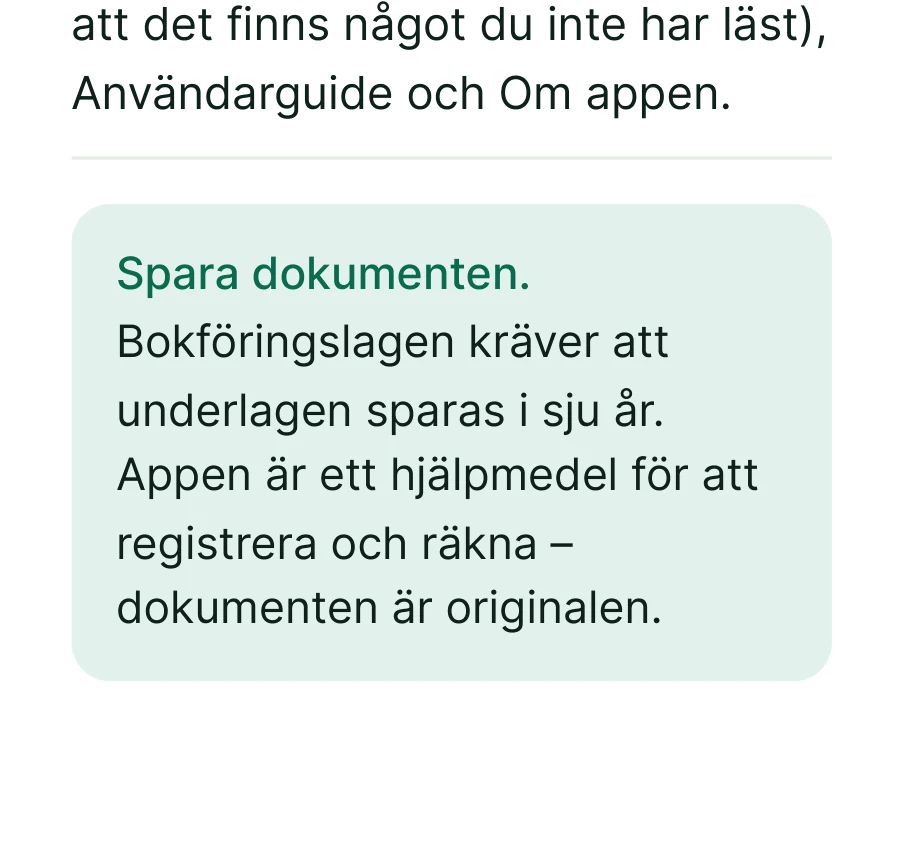 att det finns något du inte har läst),
Användarguide och Om appen.
Spara dokumenten.
Bokföringslagen kräver att
underlagen sparas i sju år.
Appen är ett hjälpmedel för att
registrera och räkna –
dokumenten är originalen.